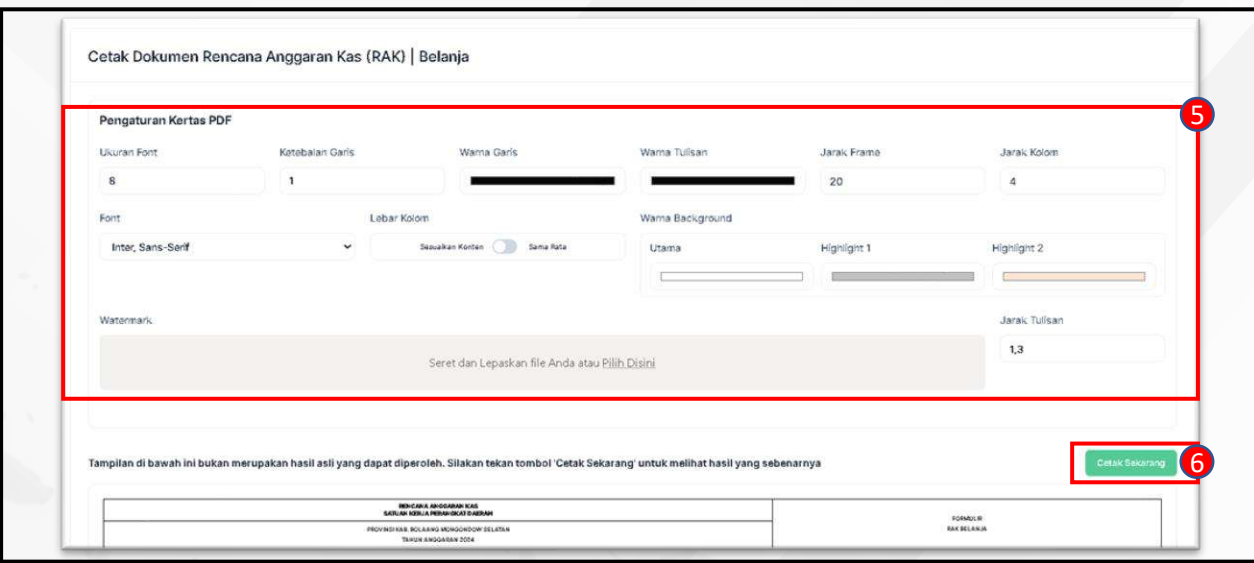 Cetak Dokumen Rencana Anggaran Kas (RAK) | Belanja
5
Pengaturan Kertas PDF
Ukuran Font Ketebalan Garis Warna Garis Warna Tulisan Jarak Frame Jarak Kolom
8 1 20 4
Font Lebar Kolom Warna Background
Inter, Sans-Serif Sesuaikan Konten Sama Rata Utama Highlight 1 Highlight 2
Watermark Jarak Tulisan
Seret dan Lepaskan file Anda atau Pilih Disini 1,3
Tampilan di bawah ini bukan merupakan hasil asli yang dapat diperoleh. Silakan tekan tombol 'Cetak Sekarang' untuk melihat hasil yang sebenarnya
Cetak Sekarang 6
RENCANA ANGGARAN KAS
SATUAN KERJA PERANGKAT DAERAH
FORMULIR
RAK BELANJA
PROVINSI KAB. BOLAANG MONGONDOW SELATAN
TAHUN ANGGARAN 2024